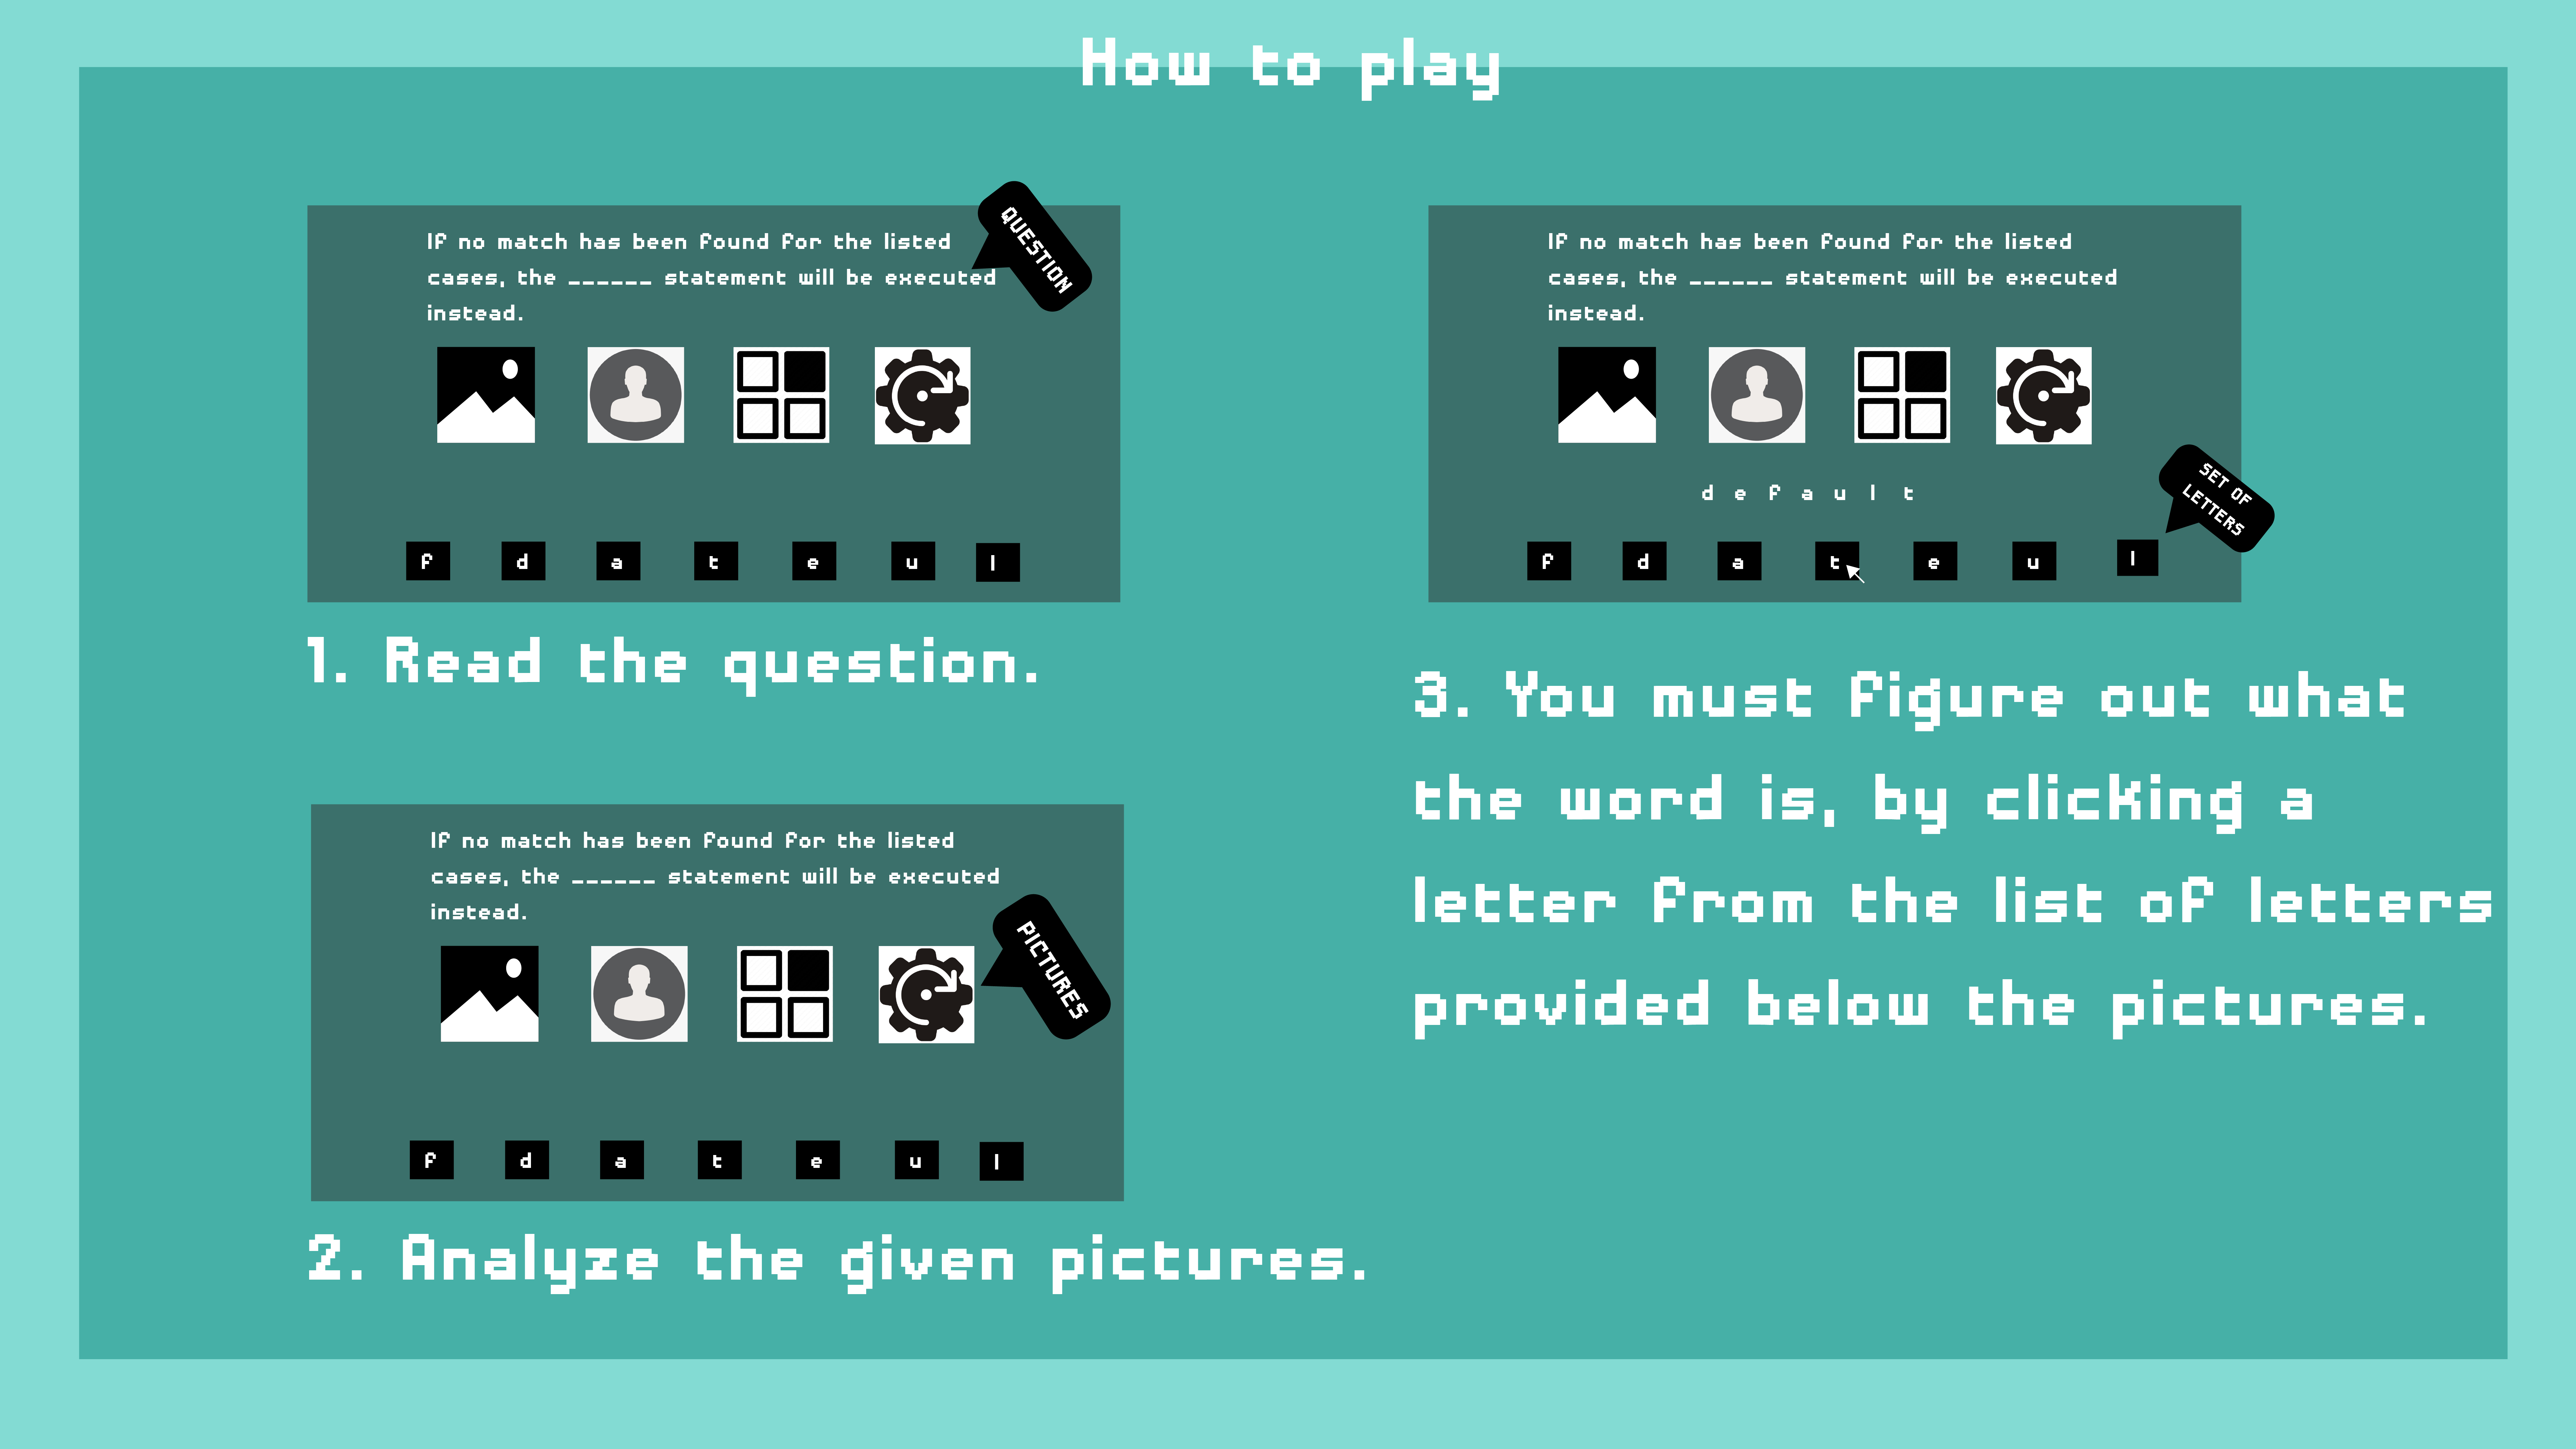 How to play
If no match has been found for the listed
cases, the ______ statement will be executed
instead.
QUESTION
f d a t e u l
1. Read the question.
If no match has been found for the listed
cases, the ______ statement will be executed
instead.
PICTURES
f d a t e u l
2. Analyze the given pictures.
If no match has been found for the listed
cases, the ______ statement will be executed
instead.
d e f a u l t
SET OF
LETTERS
f d a t e u l
3. You must figure out what
the word is, by clicking a
letter from the list of letters
provided below the pictures.